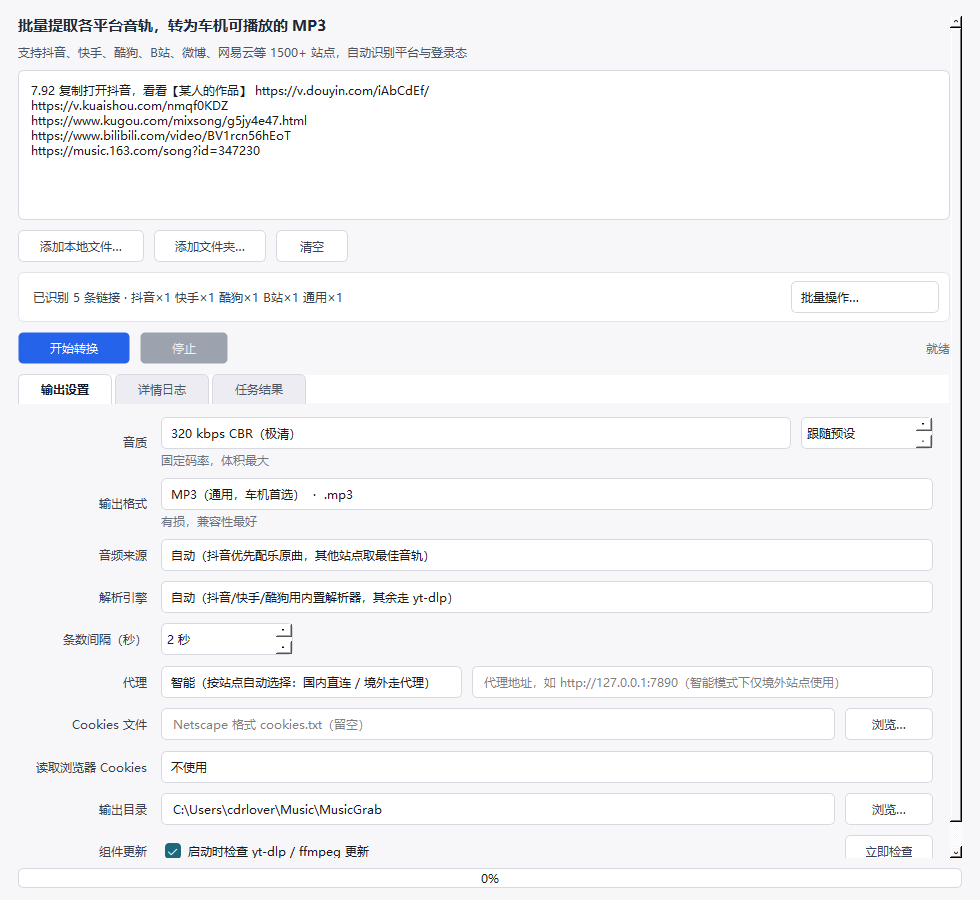 批量提取各平台音轨，转为车机可播放的 MP3
支持抖音、快手、酷狗、B站、微博、网易云等 1500+ 站点，自动识别平台与登录态
7.92 复制打开抖音，看看【某人的作品】 https://v.douyin.com/iAbCdEf/
https://v.kuaishou.com/nmqf0KDZ
https://www.kugou.com/mixsong/g5jy4e47.html
https://www.bilibili.com/video/BV1rcn56hEoT
https://music.163.com/song?id=347230
添加本地文件... 添加文件夹... 清空
已识别 5 条链接 · 抖音×1 快手×1 酷狗×1 B站×1 通用×1 批量操作...
开始转换 停止 就绪
输出设置 详情日志 任务结果
音质 320 kbps CBR（极清） 跟随预设
固定码率，体积最大
输出格式 MP3（通用，车机首选） · .mp3
有损，兼容性最好
音频来源 自动（抖音优先配乐原曲，其他站点取最佳音轨）
解析引擎 自动（抖音/快手/酷狗用内置解析器，其余走 yt-dlp）
条数间隔（秒） 2 秒
代理 智能（按站点自动选择：国内直连 / 境外走代理） 代理地址，如 http://127.0.0.1:7890（智能模式下仅境外站点使用）
Cookies 文件 Netscape 格式 cookies.txt（留空） 浏览...
读取浏览器 Cookies 不使用
输出目录 C:\Users\cdrlover\Music\MusicGrab 浏览...
组件更新 启动时检查 yt-dlp / ffmpeg 更新 立即检查
0%